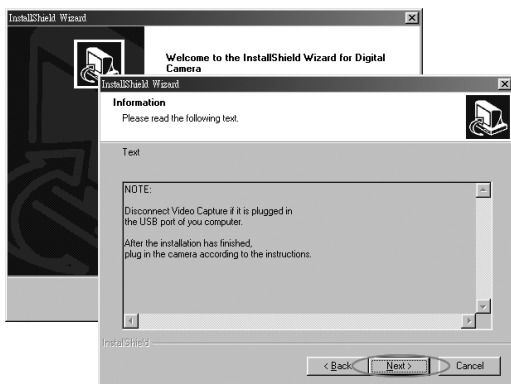 InstallShield Wizard
Welcome to the InstallShield Wizard for Digital
Camera
InstallShield Wizard
Information
Please read the following text.
Text
NOTE:
Disconnect Video Capture if it is plugged in
the USB port of you computer.
After the installation has finished,
plug in the camera according to the instructions.
InstallShield
< Back
Next >
Cancel